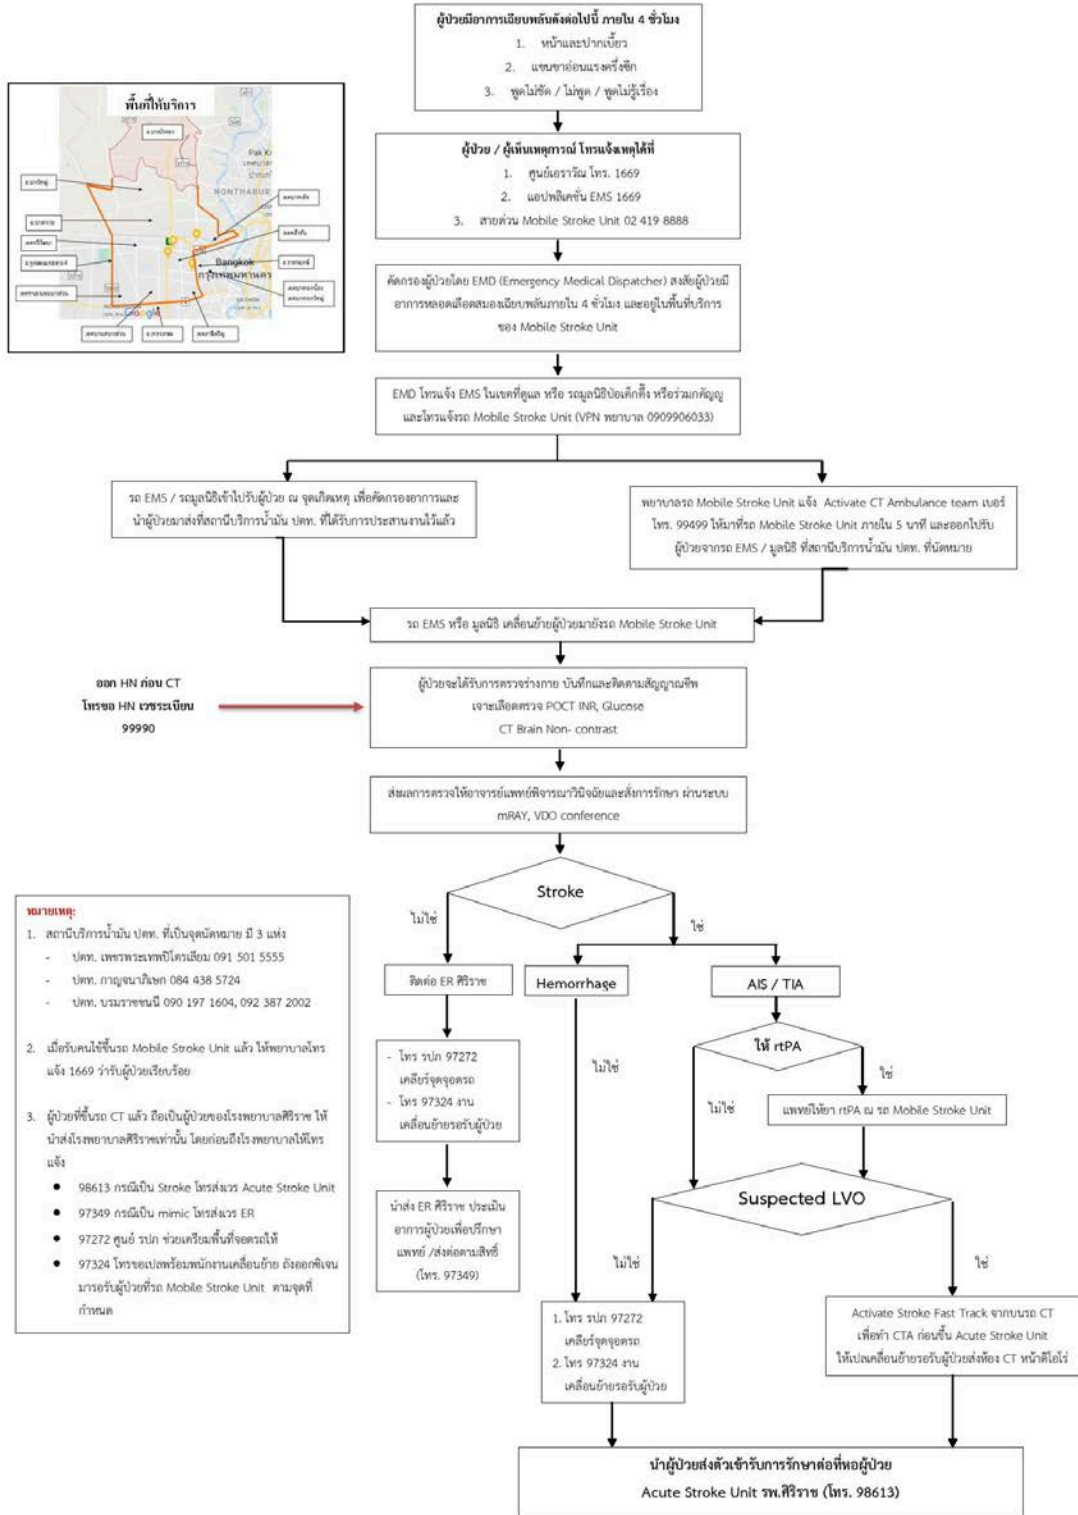 ผู้ป่วยมีอาการเฉียบพลันดังต่อไปนี้ ภายใน 4 ชั่วโมง
1. หน้าและปากเบี้ยว
2. แขนขาอ่อนแรงครึ่งซีก
3. พูดไม่ชัด / ไม่พูด / พูดไม่รู้เรื่อง
พื้นที่ให้บริการ
NONTHABUR
Bangkok
กรุงเทพมหานคร
Google
ผู้ป่วย / ผู้เห็นเหตุการณ์ โทรแจ้งเหตุได้ที่
1. ศูนย์เอราวัณ โทร. 1669
2. แอปพลิเคชั่น EMS 1669
3. สายด่วน Mobile Stroke Unit 02 419 8888
คัดกรองผู้ป่วยโดย EMD (Emergency Medical Dispatcher) สงสัยผู้ป่วยมี
อาการหลอดเลือดสมองเฉียบพลันภายใน 4 ชั่วโมง และอยู่ในพื้นที่บริการ
ของ Mobile Stroke Unit
EMD โทรแจ้ง EMS ในเขตที่ดูแล หรือ รถมูลนิธิป่อเต็กตึ๊ง หรือร่วมกตัญญู
และโทรแจ้งรถ Mobile Stroke Unit (VPN พยาบาล 0909906033)
รถ EMS / รถมูลนิธิเข้าไปรับผู้ป่วย ณ จุดเกิดเหตุ เพื่อคัดกรองอาการและ
นำผู้ป่วยมาส่งที่สถานีบริการน้ำมัน ปตท. ที่ได้รับการประสานงานไว้แล้ว
พยาบาลรถ Mobile Stroke Unit แจ้ง Activate CT Ambulance team เบอร์
โทร. 99499 ให้มาที่รถ Mobile Stroke Unit ภายใน 5 นาที และออกไปรับ
ผู้ป่วยจากรถ EMS / มูลนิธิ ที่สถานีบริการน้ำมัน ปตท. ที่นัดหมาย
รถ EMS หรือ มูลนิธิ เคลื่อนย้ายผู้ป่วยมายังรถ Mobile Stroke Unit
ออก HN ก่อน CT
โทรขอ HN เวชระเบียน
99990
ผู้ป่วยจะได้รับการตรวจร่างกาย บันทึกและติดตามสัญญาณชีพ
เจาะเลือดตรวจ POCT INR, Glucose
CT Brain Non- contrast
ส่งผลการตรวจให้อาจารย์แพทย์พิจารณาวินิจฉัยและสั่งการรักษา ผ่านระบบ
mRAY, VDO conference
Stroke
ไม่ใช่
ใช่
ติดต่อ ER ศิริราช
Hemorrhage
AIS / TIA
ให้ rtPA
ใช่
ไม่ใช่
ไม่ใช่
- โทร รปภ 97272
เคลียร์จุดจอดรถ
- โทร 97324 งาน
เคลื่อนย้ายรอรับผู้ป่วย
แพทย์ให้ยา rtPA ณ รถ Mobile Stroke Unit
Suspected LVO
ไม่ใช่
ใช่
นำส่ง ER ศิริราช ประเมิน
อาการผู้ป่วยเพื่อปรึกษา
แพทย์ /ส่งต่อตามสิทธิ์
(โทร. 97349)
1. โทร รปภ 97272
เคลียร์จุดจอดรถ
2. โทร 97324 งาน
เคลื่อนย้ายรอรับผู้ป่วย
Activate Stroke Fast Track จากบนรถ CT
เพื่อทำ CTA ก่อนขึ้น Acute Stroke Unit
ให้เปลเคลื่อนย้ายรอรับผู้ป่วยส่งห้อง CT หน้าตึโอโร่
นำผู้ป่วยส่งตัวเข้ารับการรักษาต่อที่หอผู้ป่วย
Acute Stroke Unit รพ.ศิริราช (โทร. 98613)
หมายเหตุ:
1. สถานีบริการน้ำมัน ปตท. ที่เป็นจุดนัดหมาย มี 3 แห่ง
- ปตท. เพชรพระเทพปิโตรเลียม 091 501 5555
- ปตท. กาญจนาภิเษก 084 438 5724
- ปตท. บรมราชชนนี 090 197 1604, 092 387 2002
2. เมื่อรับคนไข้ขึ้นรถ Mobile Stroke Unit แล้ว ให้พยาบาลโทร
แจ้ง 1669 ว่ารับผู้ป่วยเรียบร้อย
3. ผู้ป่วยที่ขึ้นรถ CT แล้ว ถือเป็นผู้ป่วยของโรงพยาบาลศิริราช ให้
นำส่งโรงพยาบาลศิริราชเท่านั้น โดยก่อนถึงโรงพยาบาลให้โทร
แจ้ง
● 98613 กรณีเป็น Stroke โทรส่งเวร Acute Stroke Unit
● 97349 กรณีเป็น mimic โทรส่งเวร ER
● 97272 ศูนย์ รปภ ช่วยเตรียมพื้นที่จอดรถให้
● 97324 โทรขอเปลพร้อมพนักงานเคลื่อนย้าย ถังออกซิเจน
มารอรับผู้ป่วยที่รถ Mobile Stroke Unit ตามจุดที่
กำหนด